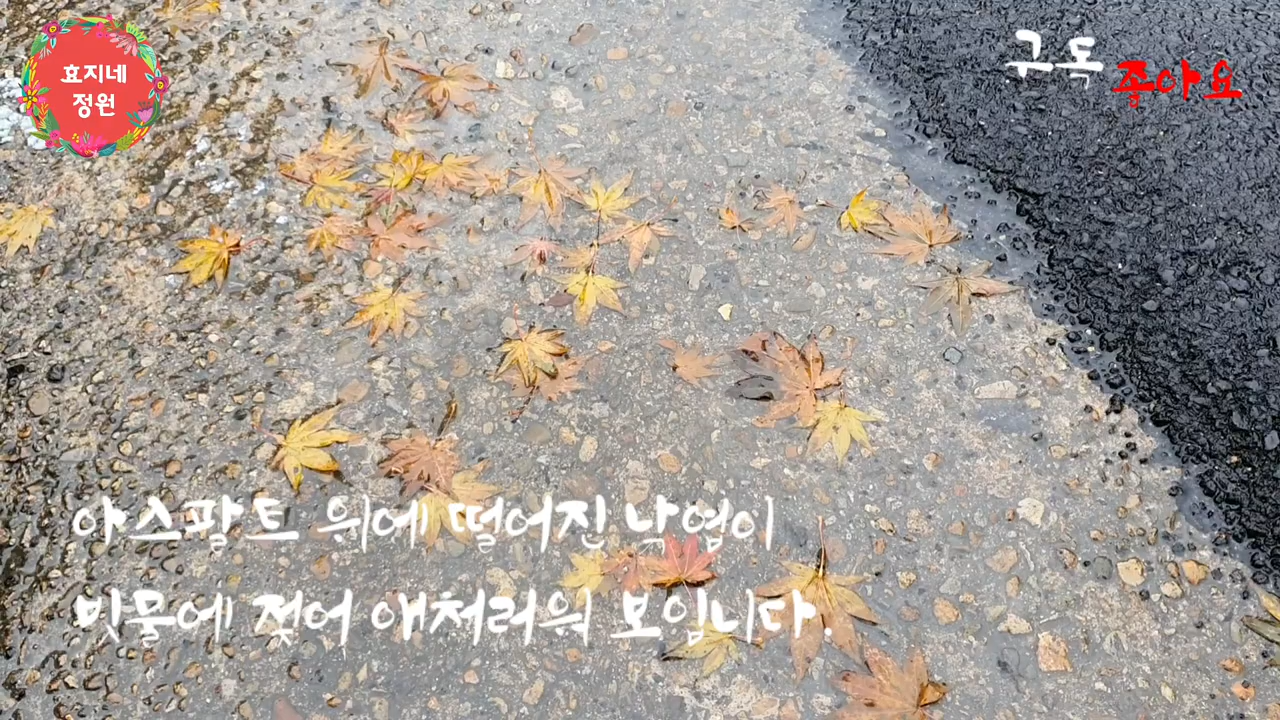 효지네
정원
구독
좋아요
아스팔트 위에 떨어진 낙엽이
빗물에 젖어 애처러워 보입니다.